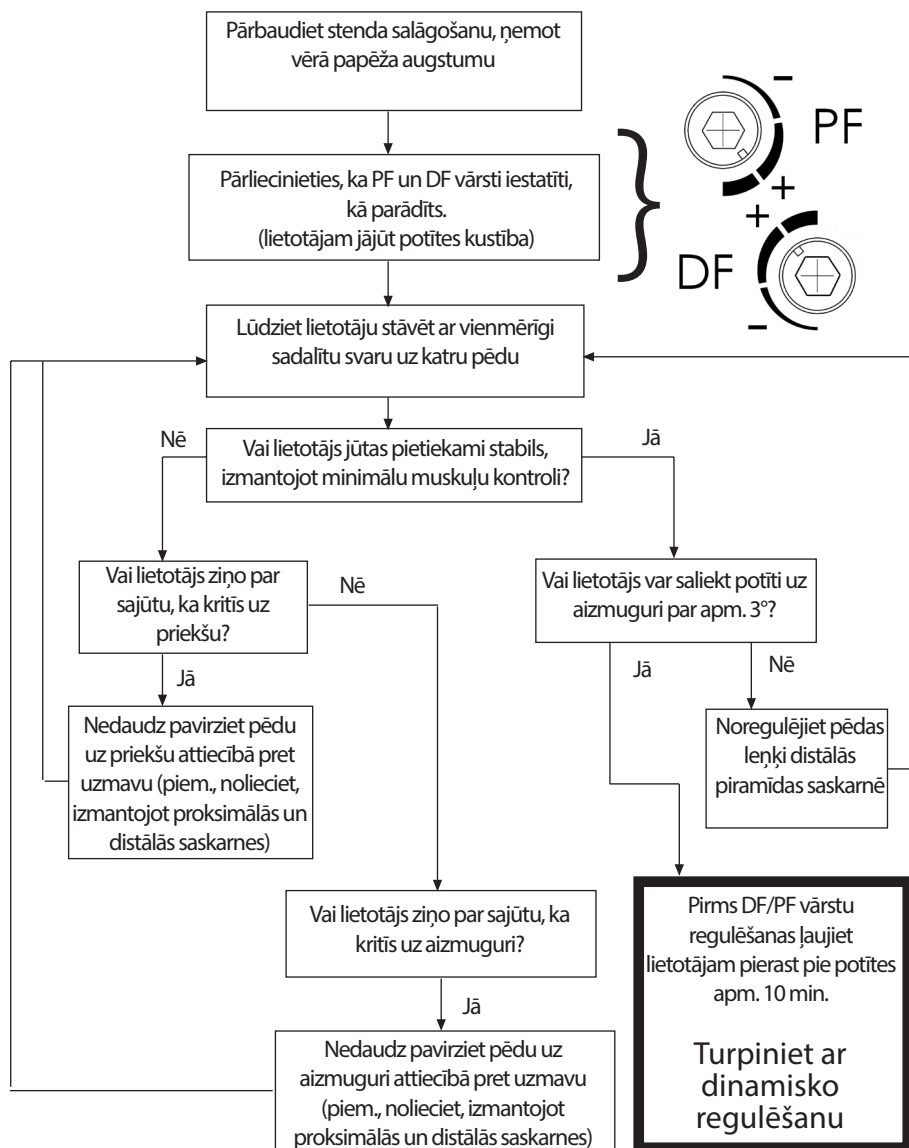 Pārbaudiet stenda salāgošanu, ņemot
vērā papēža augstumu
Pārliecinieties, ka PF un DF vārsti iestatīti,
kā parādīts.
(lietotājam jājūt potītes kustība)
-
PF
+
+
DF
-
Lūdziet lietotāju stāvēt ar vienmērīgi
sadalītu svaru uz katru pēdu
Nē
Vai lietotājs jūtas pietiekami stabils,
izmantojot minimālu muskuļu kontroli?
Jā
Vai lietotājs ziņo par
sajūtu, ka kritīs uz
priekšu?
Nē
Vai lietotājs var saliekt potīti uz
aizmuguri par apm. 3°?
Jā
Jā
Nē
Nedaudz pavirziet pēdu
uz priekšu attiecībā pret
uzmavu (piem., nolieciet,
izmantojot proksimālās un
distālās saskarnes)
Noregulējiet pēdas
leņķi distālās
piramīdas saskarnē
Vai lietotājs ziņo par sajūtu, ka
kritīs uz aizmuguri?
Jā
Nedaudz pavirziet pēdu uz
aizmuguri attiecībā pret uzmavu
(piem., nolieciet, izmantojot
proksimālās un distālās saskarnes)
Pirms DF/PF vārstu
regulēšanas ļaujiet
lietotājam pierast pie potītes
apm. 10 min.
Turpiniet ar
dinamisko
regulēšanu